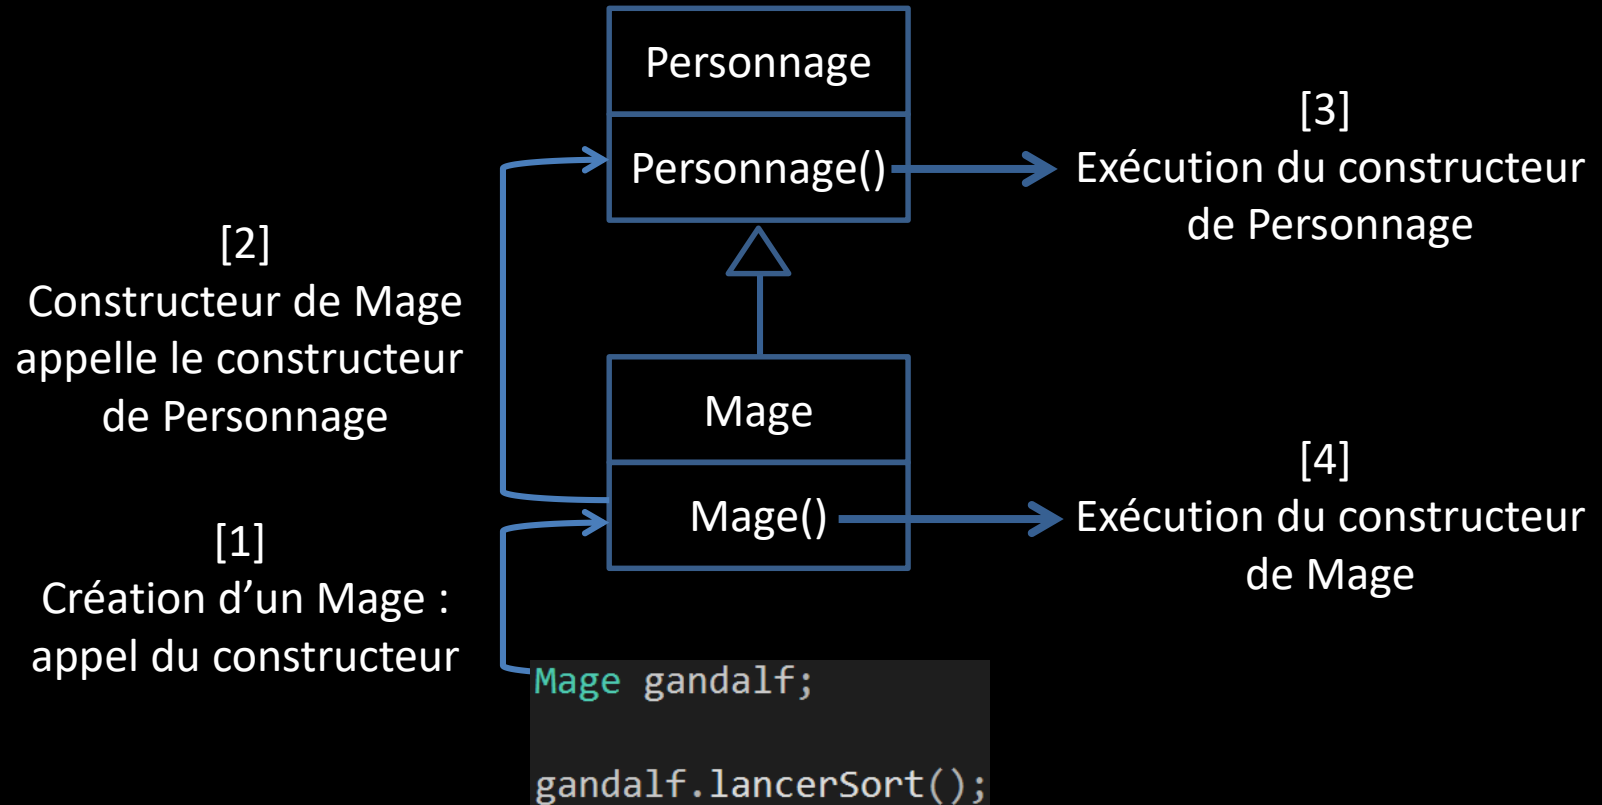 Personnage
Personnage()
[3]
Exécution du constructeur
de Personnage
[2]
Constructeur de Mage
appelle le constructeur
de Personnage
Mage
Mage()
[4]
Exécution du constructeur
de Mage
[1]
Création d’un Mage :
appel du constructeur
Mage gandalf;
gandalf.lancerSort();